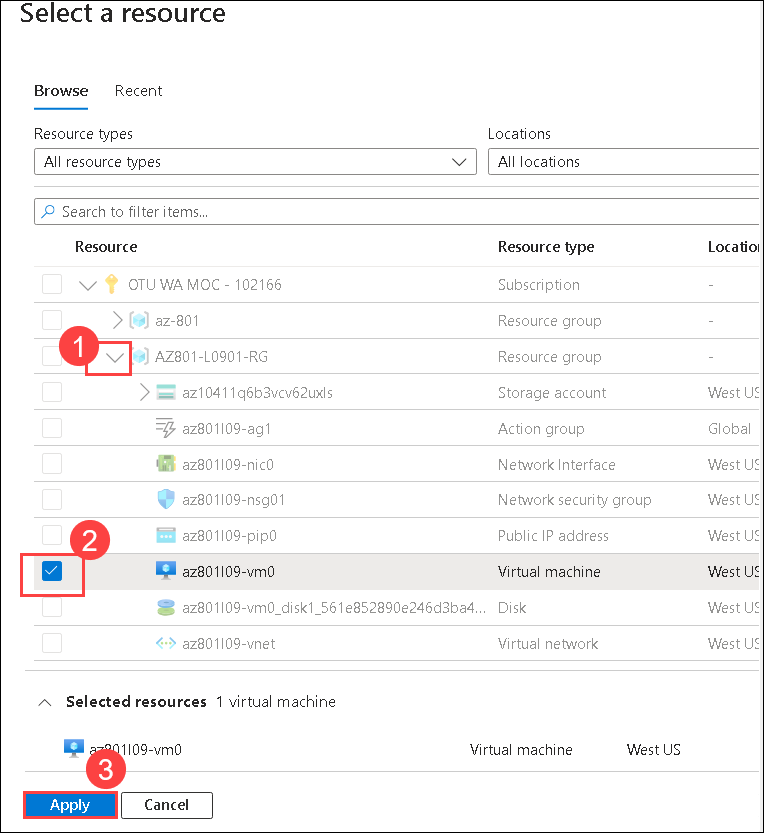 Select a resource
Browse Recent
Resource types Locations
All resource types All locations
Search to filter items...
Resource Resource type Locatio
OTU WA MOC - 102166 Subscription -
az-801 Resource group -
1
AZ801-L0901-RG Resource group -
az10411q6b3vcv62uxls Storage account West US
az801l09-ag1 Action group Global
az801l09-nic0 Network Interface West US
az801l09-nsg01 Network security group West US
az801l09-pip0 Public IP address West US
2
az801l09-vm0 Virtual machine West US
az801l09-vm0_disk1_561e852890e246d3ba4... Disk West US
az801l09-vnet Virtual network West US
Selected resources 1 virtual machine
az801l09-vm0 Virtual machine West US
3
Apply Cancel